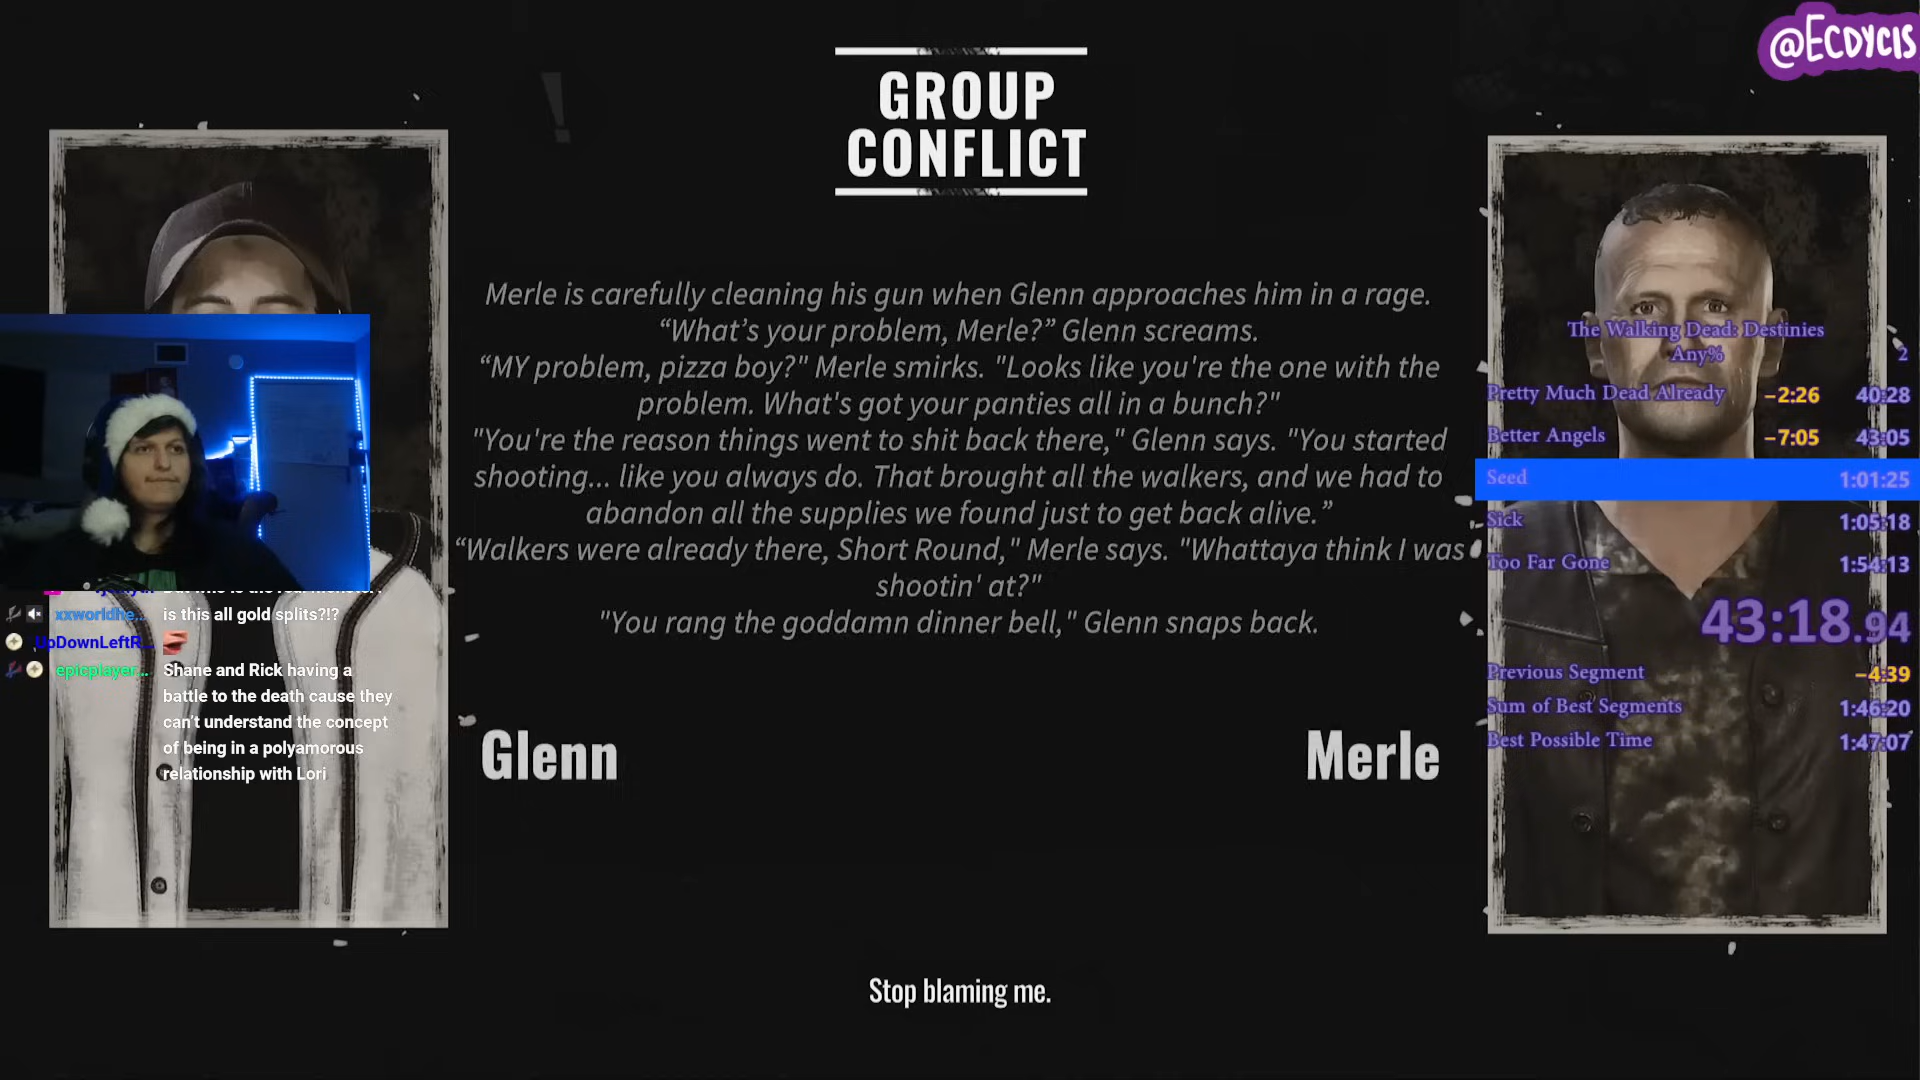 @ECDYCIS
GROUP
CONFLICT
Merle is carefully cleaning his gun when Glenn approaches him in a rage.
“What’s your problem, Merle?” Glenn screams.
“MY problem, pizza boy?" Merle smirks. "Looks like you're the one with the
problem. What's got your panties all in a bunch?"
"You're the reason things went to shit back there," Glenn says. "You started
shooting... like you always do. That brought all the walkers, and we had to
abandon all the supplies we found just to get back alive.”
“Walkers were already there, Short Round," Merle says. "Whattaya think I was
shootin' at?"
"You rang the goddamn dinner bell," Glenn snaps back.
Glenn
Merle
Stop blaming me.
The Walking Dead: Destinies
Any% 2
Pretty Much Dead Already −2:26 40:28
Better Angels −7:05 43:05
Seed 1:01:25
Sick 1:05:18
Too Far Gone 1:54:13
43:18.94
Previous Segment −4:39
Sum of Best Segments 1:46:20
Best Possible Time 1:47:07
xxworldhe... is this all gold splits?!?
UpDownLeftR...
epicplayer... Shane and Rick having a
battle to the death cause they
can’t understand the concept
of being in a polyamorous
relationship with Lori